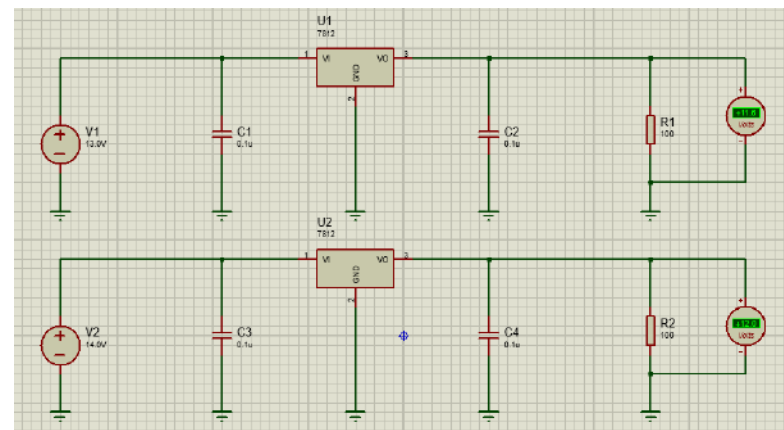 U1
7812
1 VI VO 3
GND
2
V1
13.0V
C1
0.1u
C2
0.1u
R1
100
Volts
U2
7812
1 VI VO 3
GND
2
V2
14.0V
C3
0.1u
C4
0.1u
R2
100
+12.0
Volts